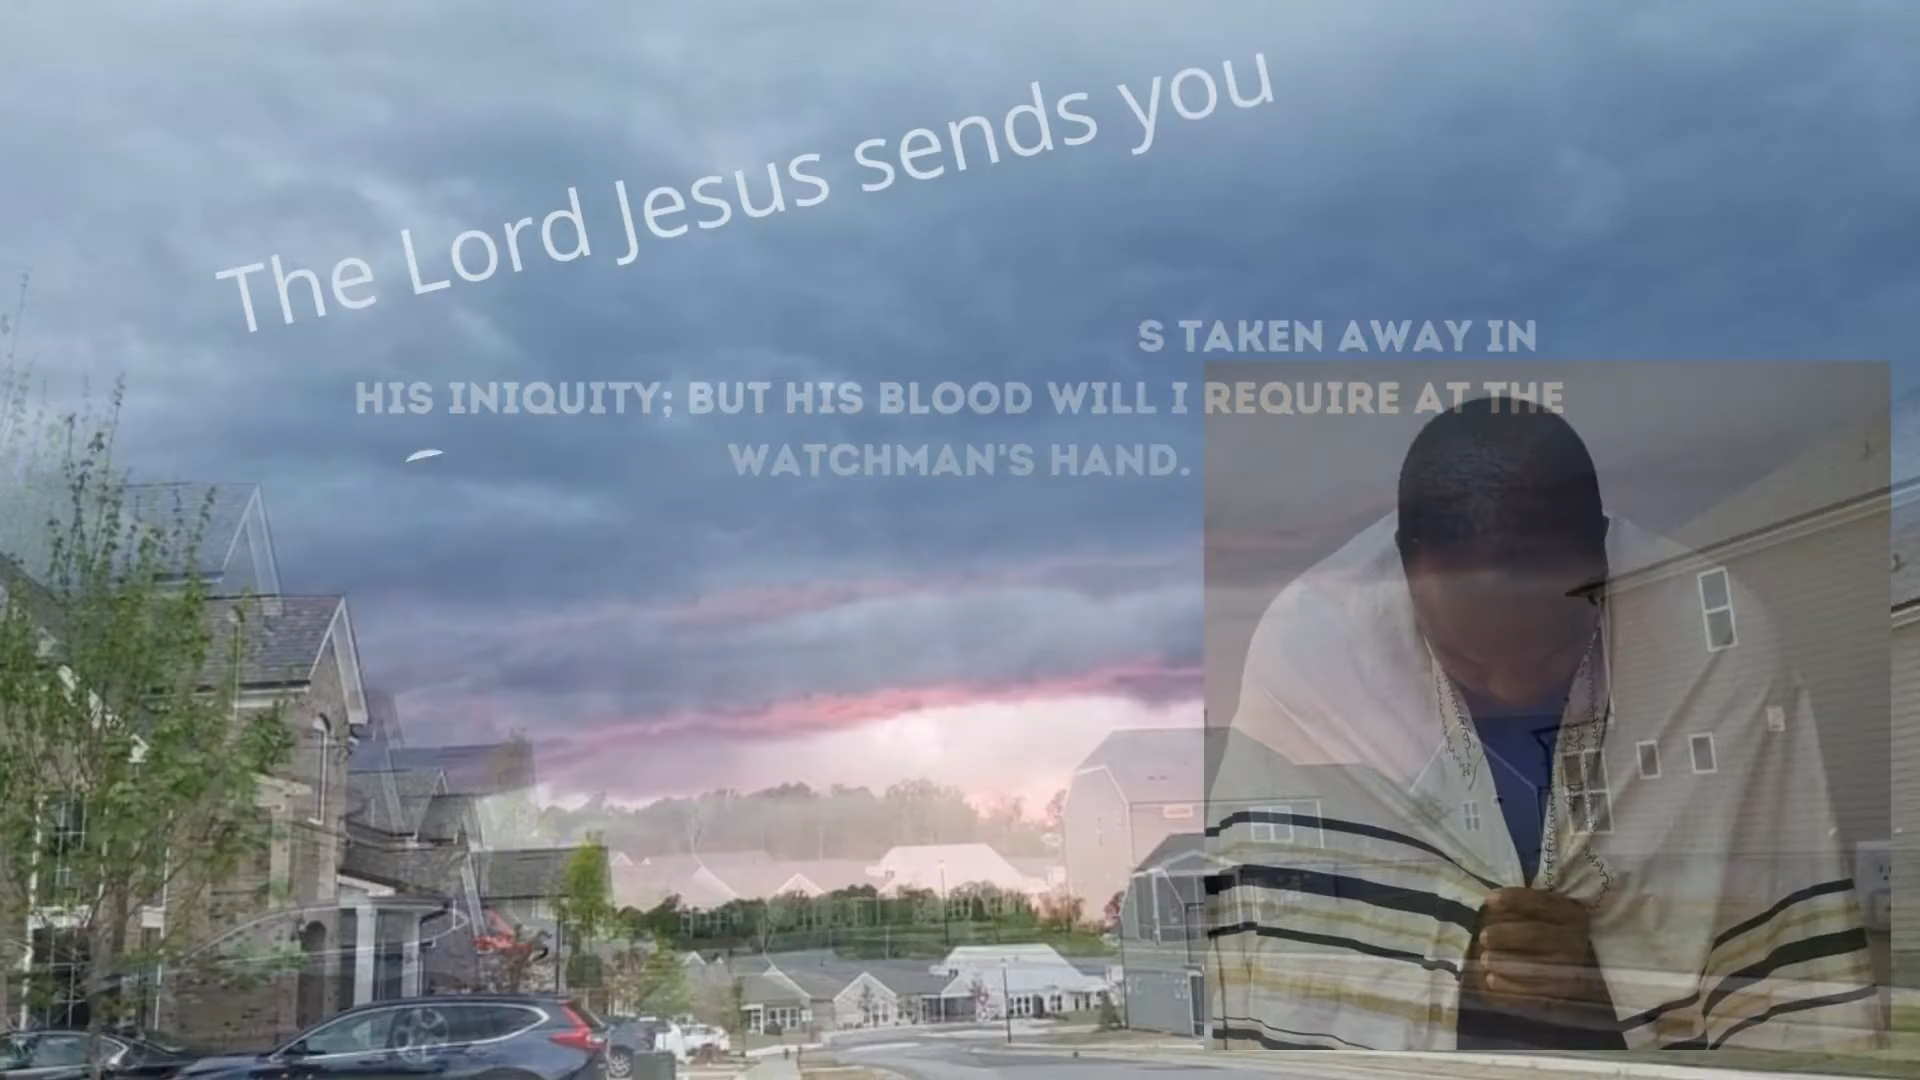 The Lord Jesus sends you
S TAKEN AWAY IN
HIS INIQUITY; BUT HIS BLOOD WILL I REQUIRE AT THE
WATCHMAN'S HAND.